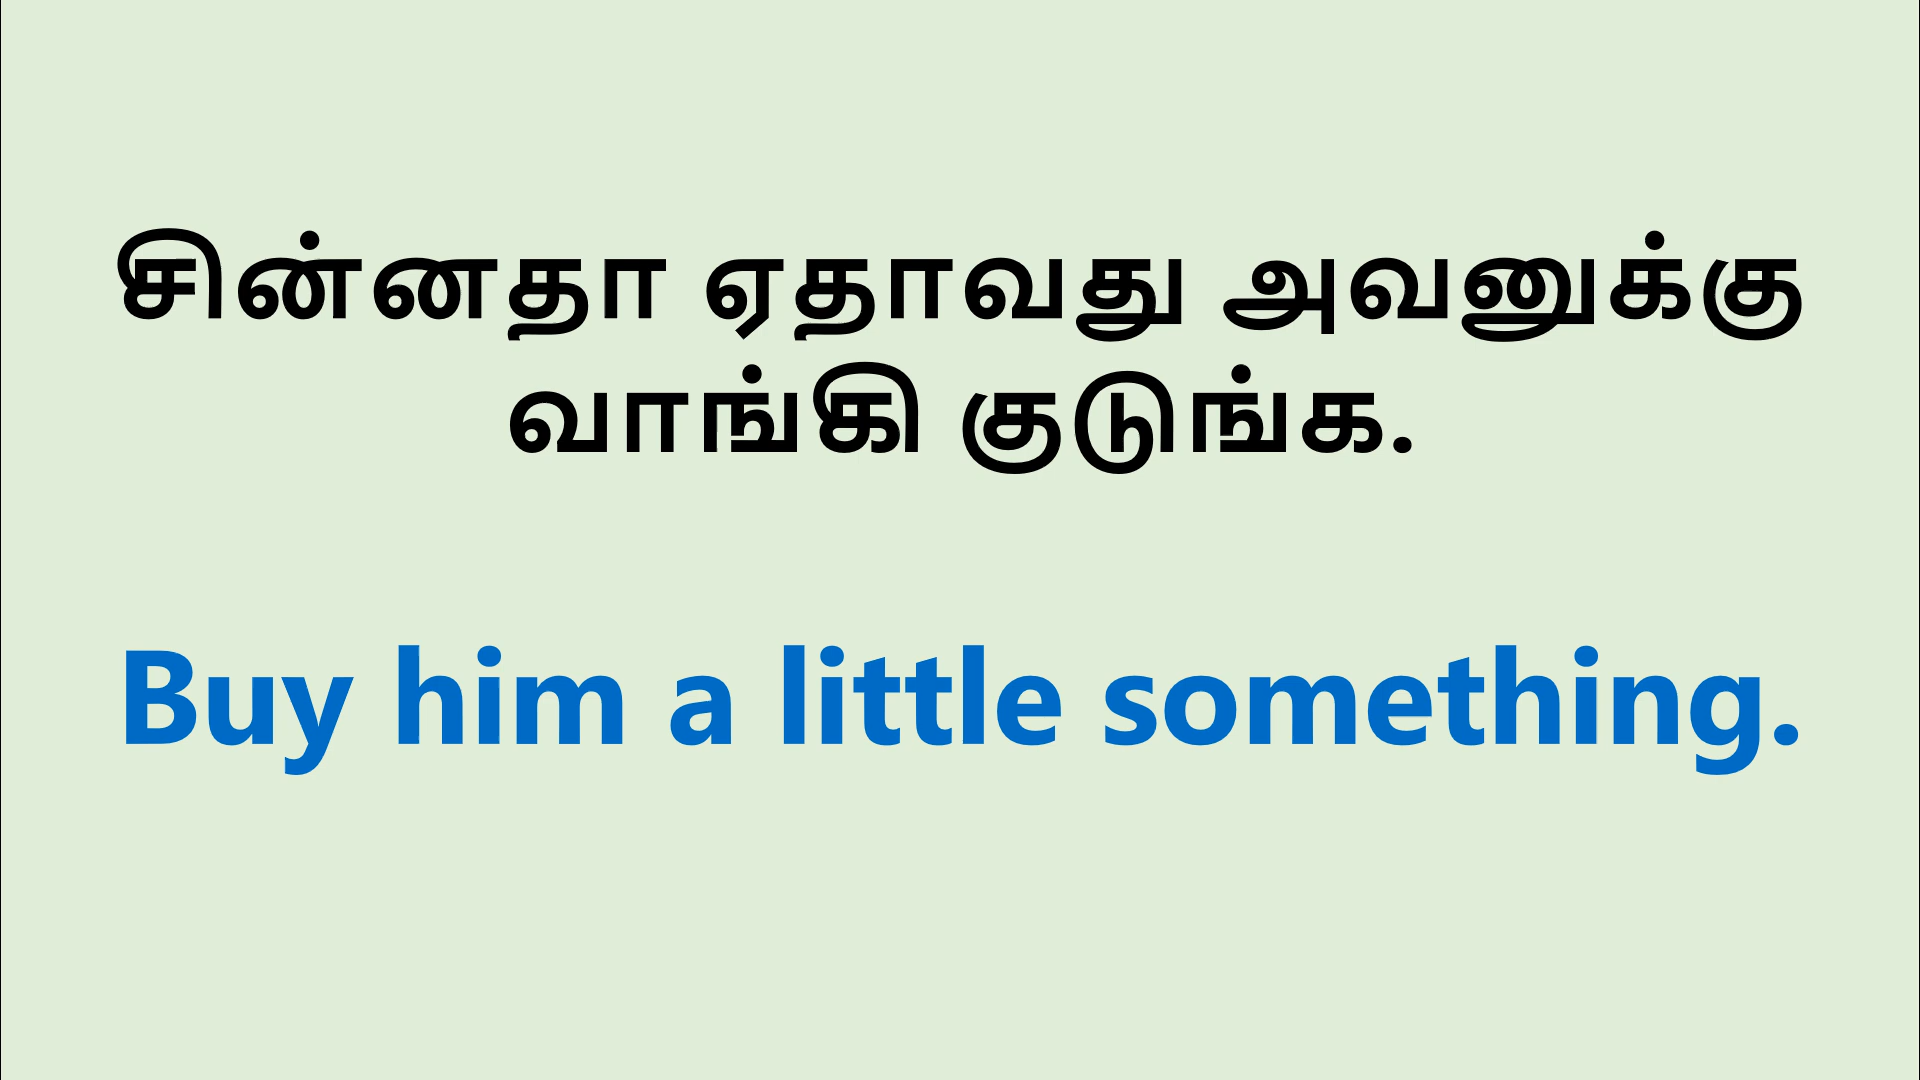 சின்னதா ஏதாவது அவனுக்கு
வாங்கி குடுங்க.
Buy him a little something.